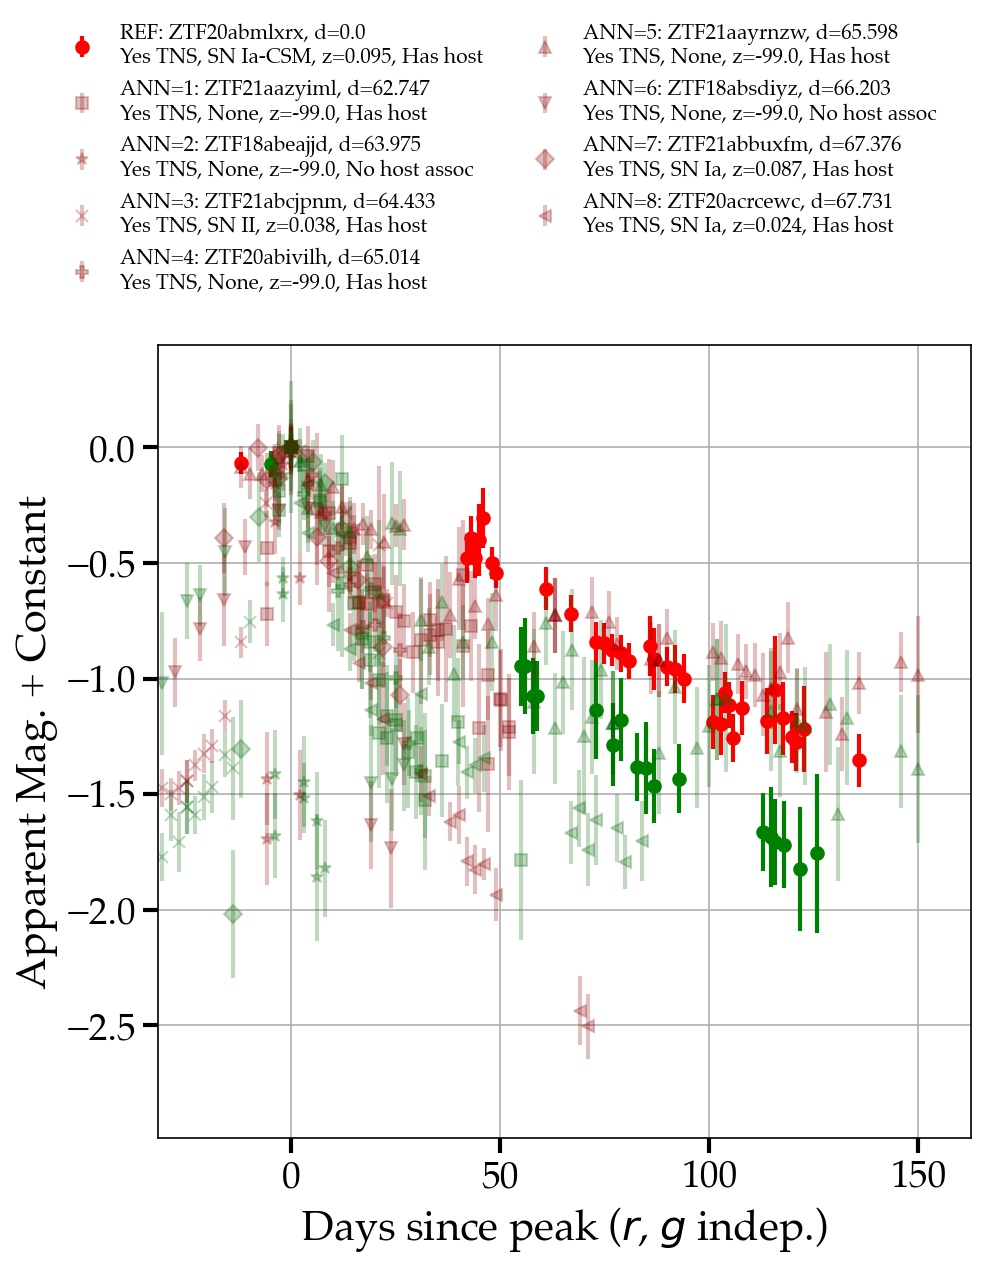 REF: ZTF20abmlxrx, d=0.0
Yes TNS, SN Ia-CSM, z=0.095, Has host
ANN=1: ZTF21aazyiml, d=62.747
Yes TNS, None, z=-99.0, Has host
ANN=2: ZTF18abeajjd, d=63.975
Yes TNS, None, z=-99.0, No host assoc
ANN=3: ZTF21abcjpnm, d=64.433
Yes TNS, SN II, z=0.038, Has host
ANN=4: ZTF20abivilh, d=65.014
Yes TNS, None, z=-99.0, Has host
ANN=5: ZTF21aayrnzw, d=65.598
Yes TNS, None, z=-99.0, Has host
ANN=6: ZTF18absdiyz, d=66.203
Yes TNS, None, z=-99.0, No host assoc
ANN=7: ZTF21abbuxfm, d=67.376
Yes TNS, SN Ia, z=0.087, Has host
ANN=8: ZTF20acrcewc, d=67.731
Yes TNS, SN Ia, z=0.024, Has host
Apparent Mag. + Constant
0.0
−0.5
−1.0
−1.5
−2.0
−2.5
0
50
100
150
Days since peak (r, g indep.)